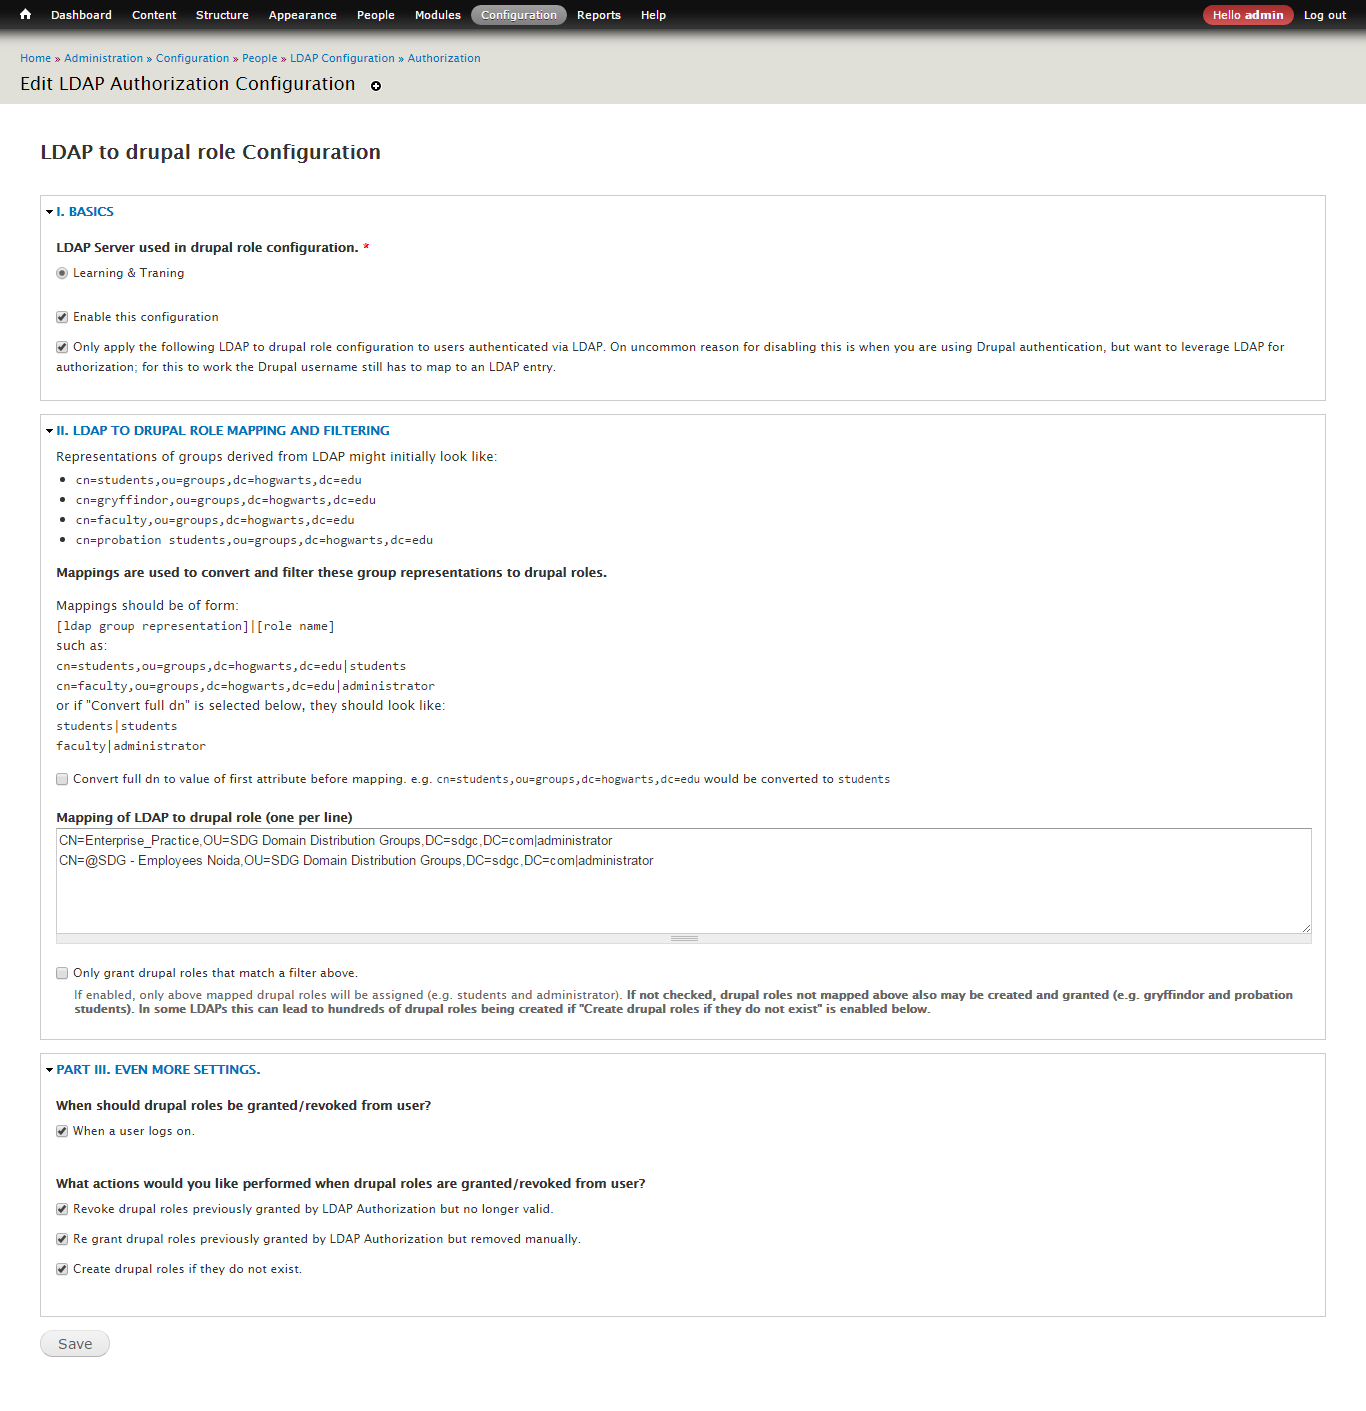 Dashboard Content Structure Appearance People Modules Configuration Reports Help Hello admin Log out
Home » Administration » Configuration » People » LDAP Configuration » Authorization
Edit LDAP Authorization Configuration
LDAP to drupal role Configuration
I. BASICS
LDAP Server used in drupal role configuration. *
Learning & Traning
Enable this configuration
Only apply the following LDAP to drupal role configuration to users authenticated via LDAP. On uncommon reason for disabling this is when you are using Drupal authentication, but want to leverage LDAP for
authorization; for this to work the Drupal username still has to map to an LDAP entry.
II. LDAP TO DRUPAL ROLE MAPPING AND FILTERING
Representations of groups derived from LDAP might initially look like:
• cn=students,ou=groups,dc=hogwarts,dc=edu
• cn=gryffindor,ou=groups,dc=hogwarts,dc=edu
• cn=faculty,ou=groups,dc=hogwarts,dc=edu
• cn=probation students,ou=groups,dc=hogwarts,dc=edu
Mappings are used to convert and filter these group representations to drupal roles.
Mappings should be of form:
[ldap group representation]|[role name]
such as:
cn=students,ou=groups,dc=hogwarts,dc=edu|students
cn=faculty,ou=groups,dc=hogwarts,dc=edu|administrator
or if "Convert full dn" is selected below, they should look like:
students|students
faculty|administrator
Convert full dn to value of first attribute before mapping. e.g. cn=students,ou=groups,dc=hogwarts,dc=edu would be converted to students
Mapping of LDAP to drupal role (one per line)
CN=Enterprise_Practice,OU=SDG Domain Distribution Groups,DC=sdgc,DC=com|administrator
CN=@SDG - Employees Noida,OU=SDG Domain Distribution Groups,DC=sdgc,DC=com|administrator
Only grant drupal roles that match a filter above.
If enabled, only above mapped drupal roles will be assigned (e.g. students and administrator). If not checked, drupal roles not mapped above also may be created and granted (e.g. gryffindor and probation
students). In some LDAPs this can lead to hundreds of drupal roles being created if "Create drupal roles if they do not exist" is enabled below.
PART III. EVEN MORE SETTINGS.
When should drupal roles be granted/revoked from user?
When a user logs on.
What actions would you like performed when drupal roles are granted/revoked from user?
Revoke drupal roles previously granted by LDAP Authorization but no longer valid.
Re grant drupal roles previously granted by LDAP Authorization but removed manually.
Create drupal roles if they do not exist.
Save